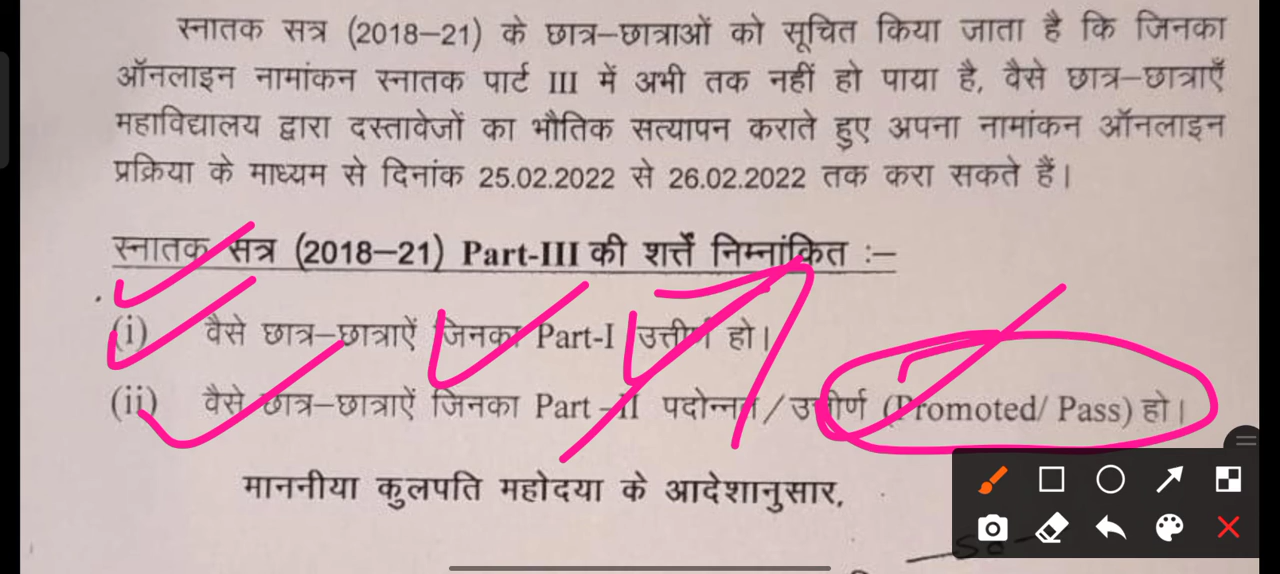 स्नातक सत्र (2018–21) के छात्र–छात्राओं को सूचित किया जाता है कि जिनका
ऑनलाइन नामांकन स्नातक पार्ट III में अभी तक नहीं हो पाया है, वैसे छात्र–छात्राएँ
महाविद्यालय द्वारा दस्तावेजों का भौतिक सत्यापन कराते हुए अपना नामांकन ऑनलाइन
प्रक्रिया के माध्यम से दिनांक 25.02.2022 से 26.02.2022 तक करा सकते हैं।
स्नातक सत्र (2018–21) Part-III की शर्त्तें निम्नांकित :–
(i) वैसे छात्र–छात्राऐं जिनका Part-I उत्तीर्ण हो।
(ii) वैसे छात्र–छात्राऐं जिनका Part –II पदोन्नत/उत्तीर्ण (Promoted/ Pass) हो।
माननीया कुलपति महोदया के आदेशानुसार,